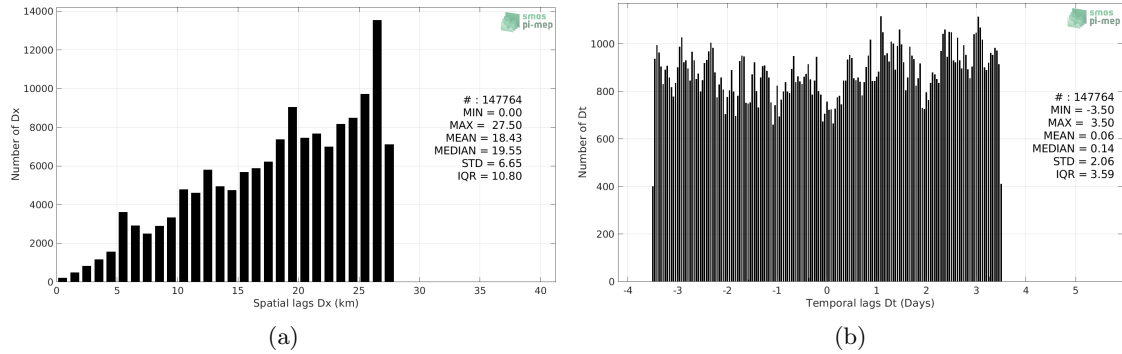 14000
12000
10000
8000
6000
4000
2000
0
Number of Dx
0 5 10 15 20 25 30 35 40
Spatial lags Dx (km)
smos
pi-mep
# : 147764
MIN = 0.00
MAX = 27.50
MEAN = 18.43
MEDIAN = 19.55
STD = 6.65
IQR = 10.80
(a)
1000
800
600
400
200
0
Number of Dt
-4 -3 -2 -1 0 1 2 3 4 5
Temporal lags Dt (Days)
smos
pi-mep
# : 147764
MIN = -3.50
MAX = 3.50
MEAN = 0.06
MEDIAN = 0.14
STD = 2.06
IQR = 3.59
(b)